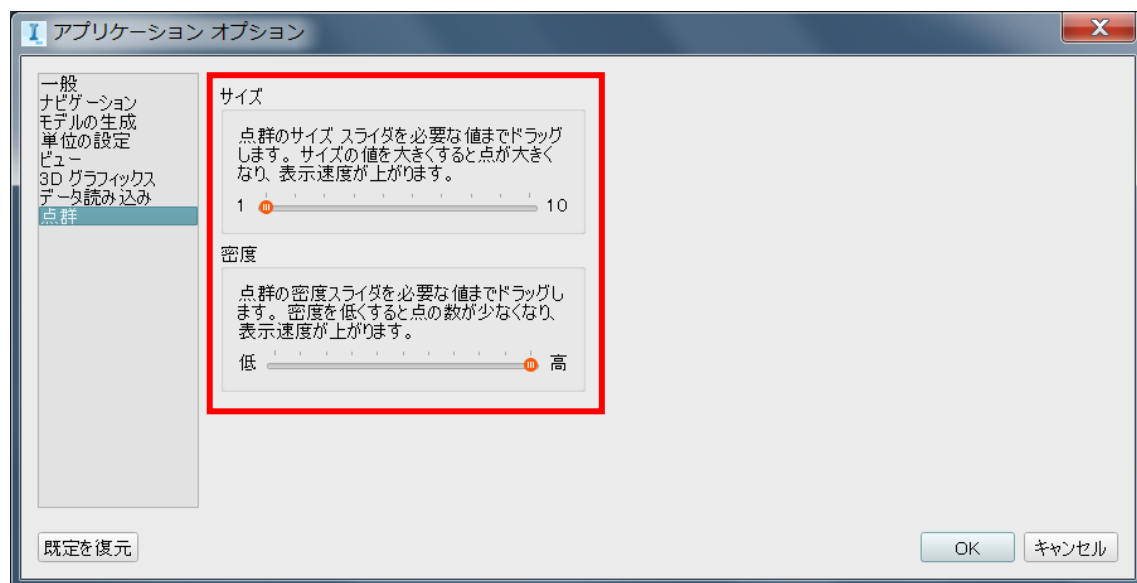 アプリケーション オプション
一般
ナビゲーション
モデルの生成
単位の設定
ビュー
3D グラフィックス
データ読み込み
点群
サイズ
点群のサイズ スライダを必要な値までドラッグ
します。サイズの値を大きくすると点が大きく
なり、表示速度が上がります。
1 10
密度
点群の密度スライダを必要な値までドラッグし
ます。密度を低くすると点の数が少なくなり、
表示速度が上がります。
低 高
既定を復元
OK キャンセル